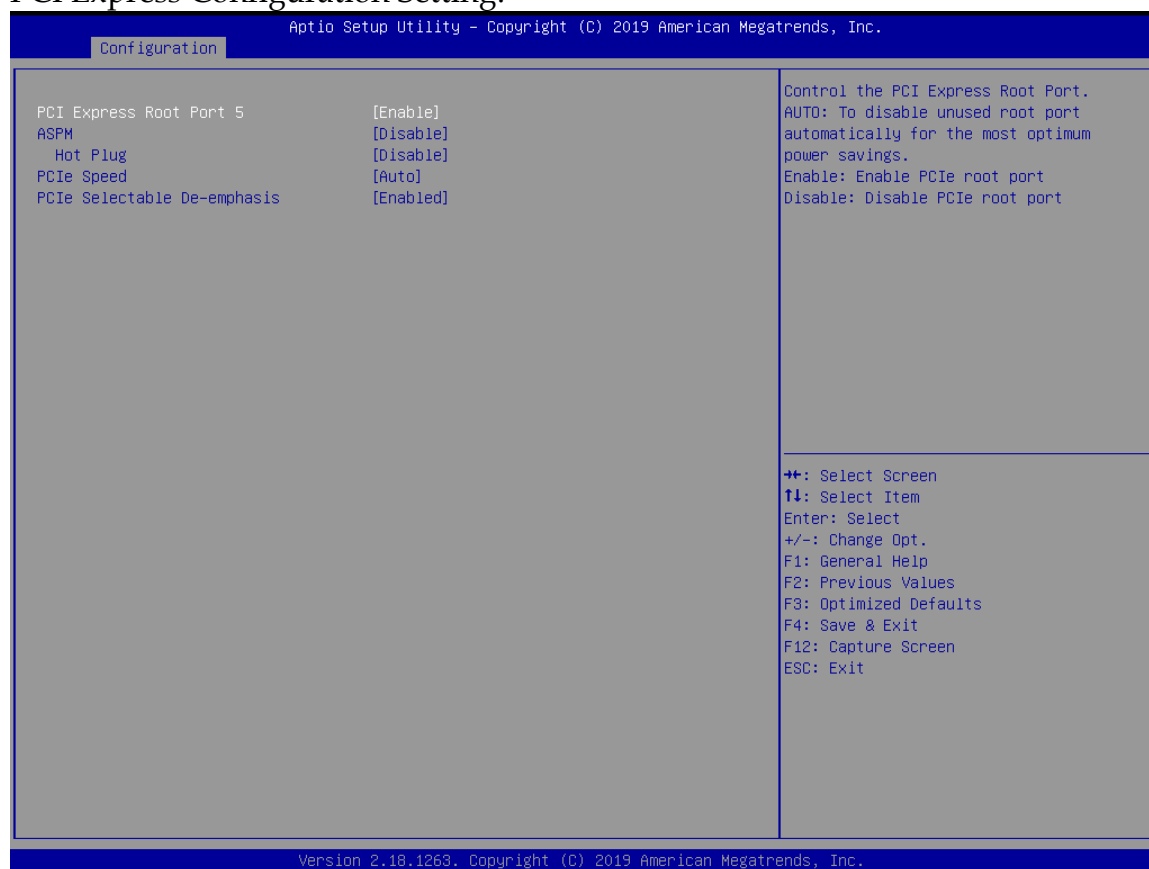 PCI Express Configuration Setting.
Aptio Setup Utility – Copyright (C) 2019 American Megatrends, Inc.
Configuration
PCI Express Root Port 5 [Enable]
ASPM [Disable]
Hot Plug [Disable]
PCIe Speed [Auto]
PCIe Selectable De-emphasis [Enabled]
Control the PCI Express Root Port.
AUTO: To disable unused root port
automatically for the most optimum
power savings.
Enable: Enable PCIe root port
Disable: Disable PCIe root port
→←: Select Screen
↑↓: Select Item
Enter: Select
+/-: Change Opt.
F1: General Help
F2: Previous Values
F3: Optimized Defaults
F4: Save & Exit
F12: Capture Screen
ESC: Exit
Version 2.18.1263. Copyright (C) 2019 American Megatrends, Inc.